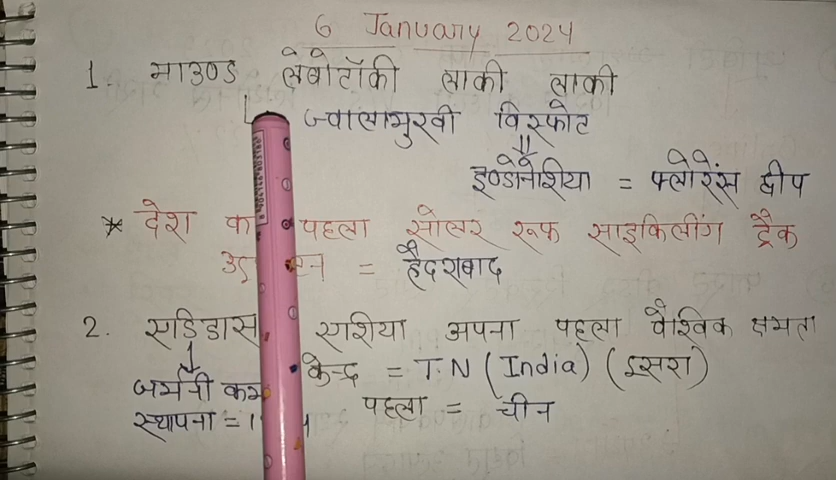 6 January 2024
1. माउण्ड लेवोटॉकी लाकी लाकी
ज्वालामुखी विस्फोट
इण्डोनेशिया = फ्लोरेंस द्वीप
* देश का पहला सोलर रूफ साइकिलींग ट्रैक
= हैदराबाद
2. एडिडास एशिया अपना पहला वैश्विक क्षमता
केन्द्र = T.N (India) (दूसरा)
जर्मनी
पहला = चीन
स्थापना =